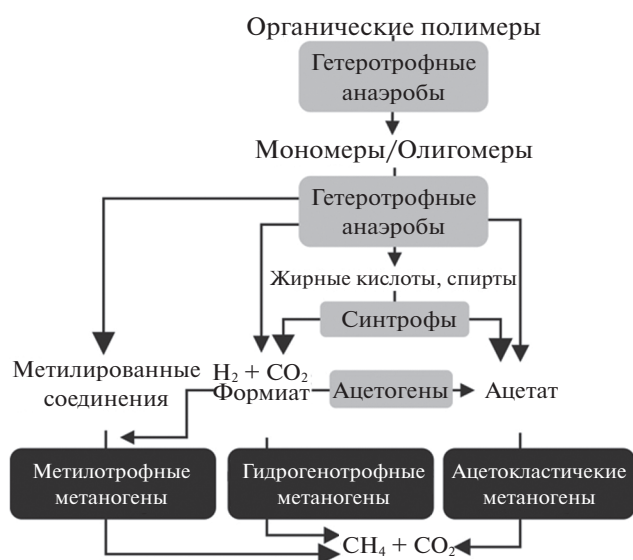 Органические полимеры
Гетеротрофные
анаэробы
Мономеры/Олигомеры
Гетеротрофные
анаэробы
Жирные кислоты, спирты
Синтрофы
Метилированные
соединения
H₂ + CO₂
Формиат
Ацетогены
Ацетат
Метилотрофные
метаногены
Гидрогенотрофные
метаногены
Ацетокластичекие
метаногены
CH₄ + CO₂